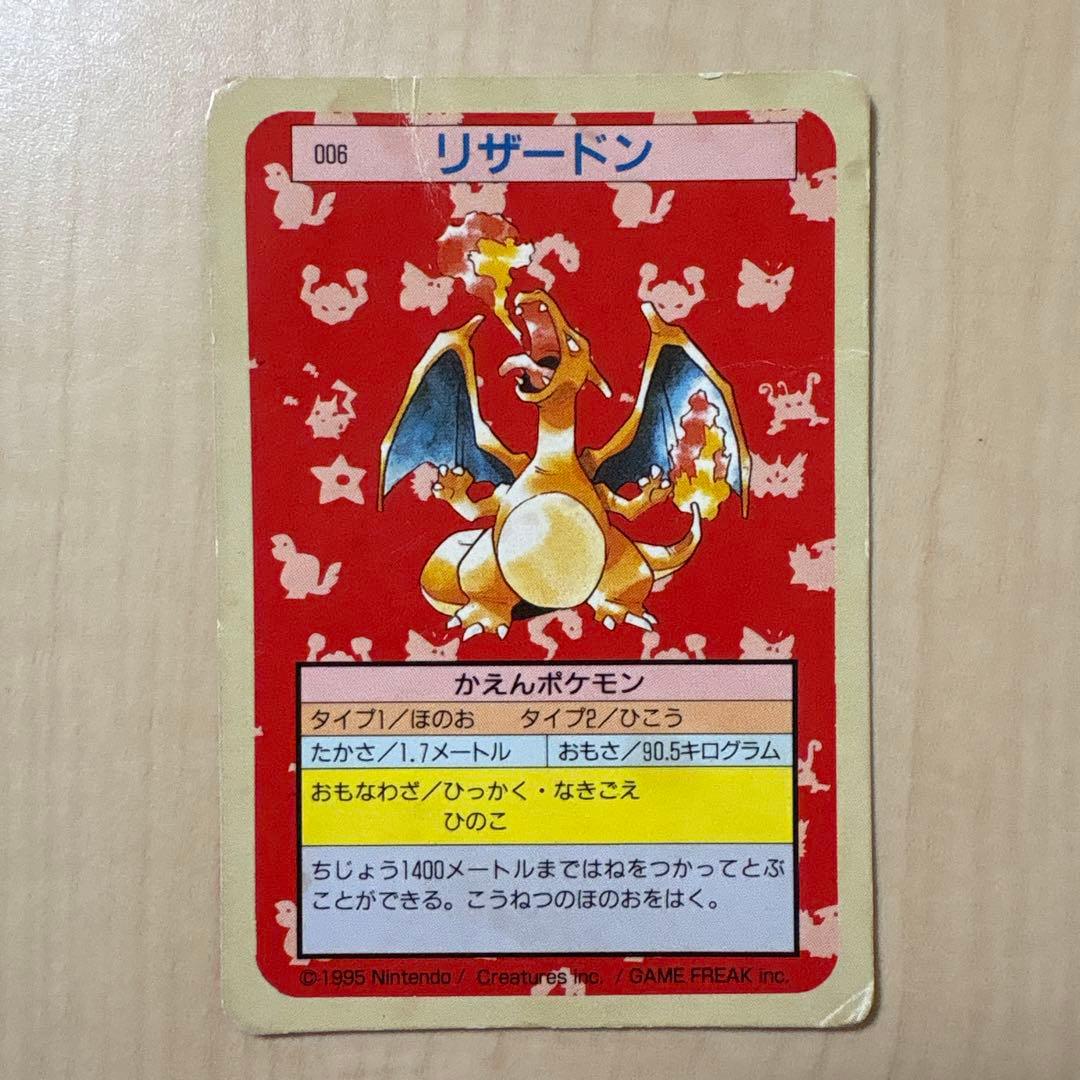 006 リザードン
かえんポケモン
タイプ1/ほのお タイプ2/ひこう
たかさ/1.7メートル おもさ/90.5キログラム
おもなわざ/ひっかく・なきごえ
ひのこ
ちじょう1400メートルまではねをつかってとぶ
ことができる。こうねつのほのおをはく。
©1995 Nintendo / Creatures inc. / GAME FREAK inc.